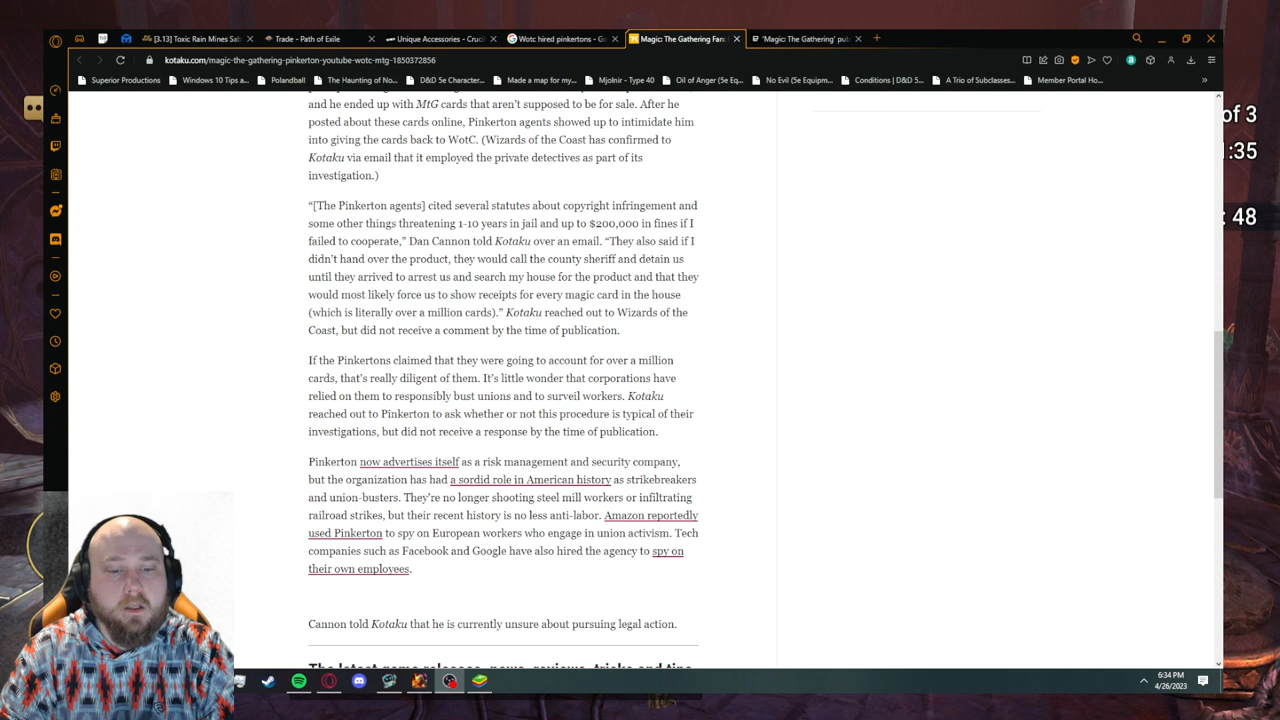 [3.13] Toxic Rain Mines Sab
Trade - Path of Exile
Unique Accessories - Cruci
Wotc hired pinkertons - Go
Magic: The Gathering Fan:
'Magic: The Gathering' pub
kotaku.com/magic-the-gathering-pinkerton-youtube-wotc-mtg-1850372856
Superior Productions
Windows 10 Tips a...
Polandball
The Haunting of No...
D&D 5e Character...
Made a map for my...
Mjolnir - Type 40
Oil of Anger (5e Eq...
No Evil (5e Equipm...
Conditions | D&D 5...
A Trio of Subclasses...
Member Portal Ho...
of 3
:35
: 48
and he ended up with MtG cards that aren't supposed to be for sale. After he
posted about these cards online, Pinkerton agents showed up to intimidate him
into giving the cards back to WotC. (Wizards of the Coast has confirmed to
Kotaku via email that it employed the private detectives as part of its
investigation.)
“[The Pinkerton agents] cited several statutes about copyright infringement and
some other things threatening 1-10 years in jail and up to $200,000 in fines if I
failed to cooperate,” Dan Cannon told Kotaku over an email. “They also said if I
didn't hand over the product, they would call the county sheriff and detain us
until they arrived to arrest us and search my house for the product and that they
would most likely force us to show receipts for every magic card in the house
(which is literally over a million cards).” Kotaku reached out to Wizards of the
Coast, but did not receive a comment by the time of publication.
If the Pinkertons claimed that they were going to account for over a million
cards, that's really diligent of them. It's little wonder that corporations have
relied on them to responsibly bust unions and to surveil workers. Kotaku
reached out to Pinkerton to ask whether or not this procedure is typical of their
investigations, but did not receive a response by the time of publication.
Pinkerton now advertises itself as a risk management and security company,
but the organization has had a sordid role in American history as strikebreakers
and union-busters. They're no longer shooting steel mill workers or infiltrating
railroad strikes, but their recent history is no less anti-labor. Amazon reportedly
used Pinkerton to spy on European workers who engage in union activism. Tech
companies such as Facebook and Google have also hired the agency to spy on
their own employees.
Cannon told Kotaku that he is currently unsure about pursuing legal action.
The latest game releases, news, reviews, tricks and tips
6:34 PM
4/26/2023